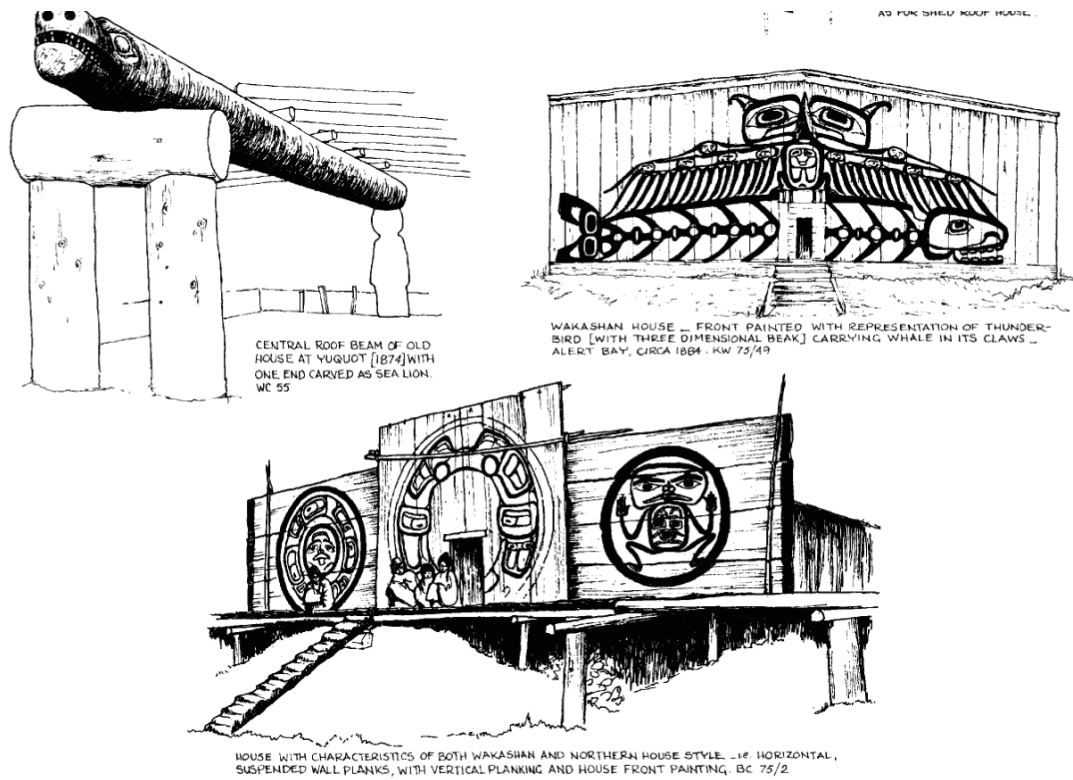 AS FOR SHED ROOF HOUSE.
CENTRAL ROOF BEAM OF OLD
HOUSE AT YUQUOT [1874] WITH
ONE END CARVED AS SEA LION.
WC 55
WAKASHAN HOUSE _ FRONT PAINTED WITH REPRESENTATION OF THUNDER-
BIRD [WITH THREE DIMENSIONAL BEAK] CARRYING WHALE IN ITS CLAWS _
ALERT BAY, CIRCA 1884. KW 75/49
HOUSE WITH CHARACTERISTICS OF BOTH WAKASHAN AND NORTHERN HOUSE STYLE _ i.e. HORIZONTAL,
SUSPENDED WALL PLANKS, WITH VERTICAL PLANKING AND HOUSE FRONT PAINTING. BC 75/2